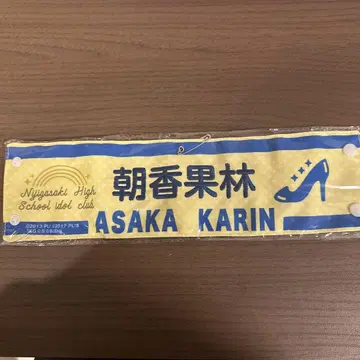 Nijigasaki High
School idol club
朝香果林
ASAKA KARIN